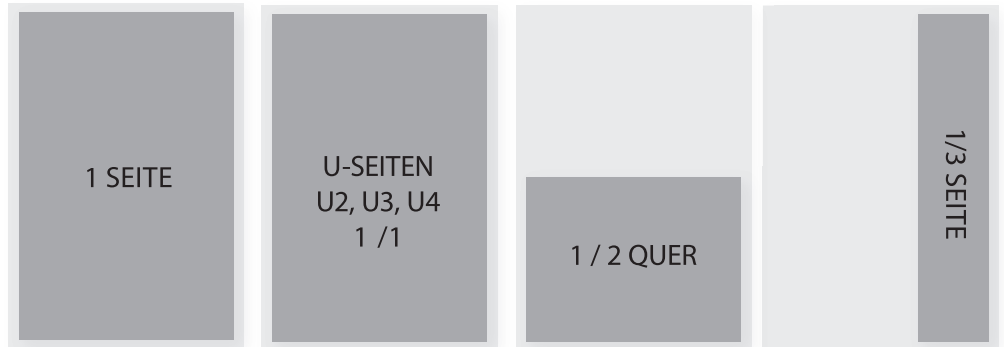 1 SEITE
U-SEITEN
U2, U3, U4
1 /1
1 / 2 QUER
1/3 SEITE